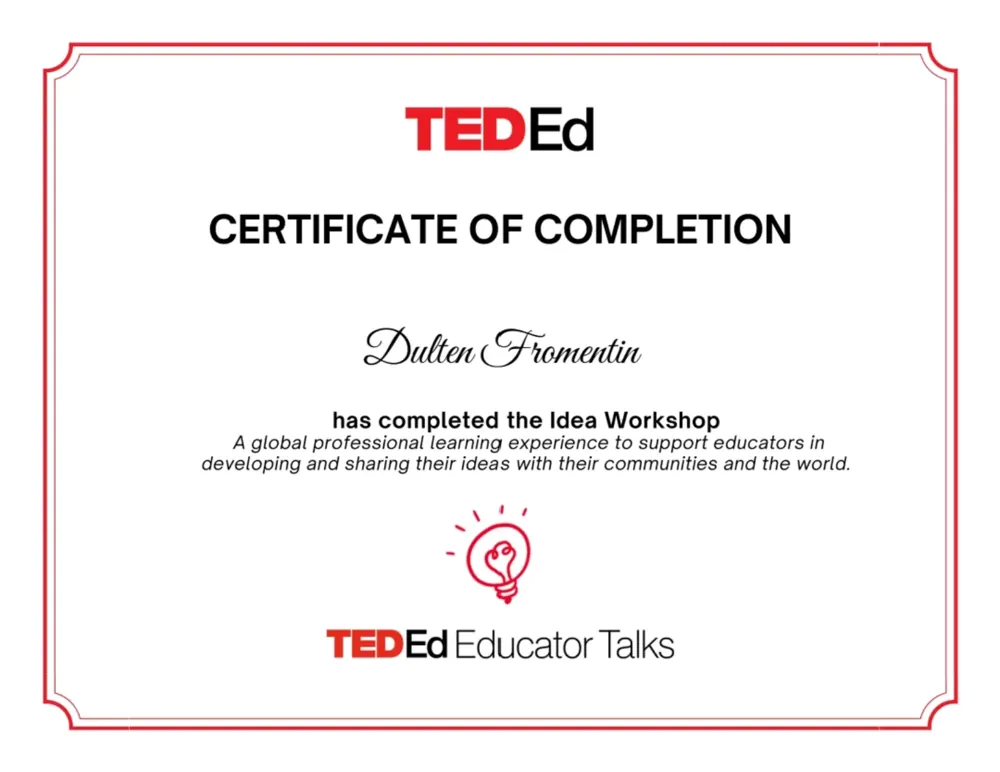 TEDEd
CERTIFICATE OF COMPLETION
Dulten Fromentin
has completed the Idea Workshop
A global professional learning experience to support educators in
developing and sharing their ideas with their communities and the world.
TEDEd Educator Talks